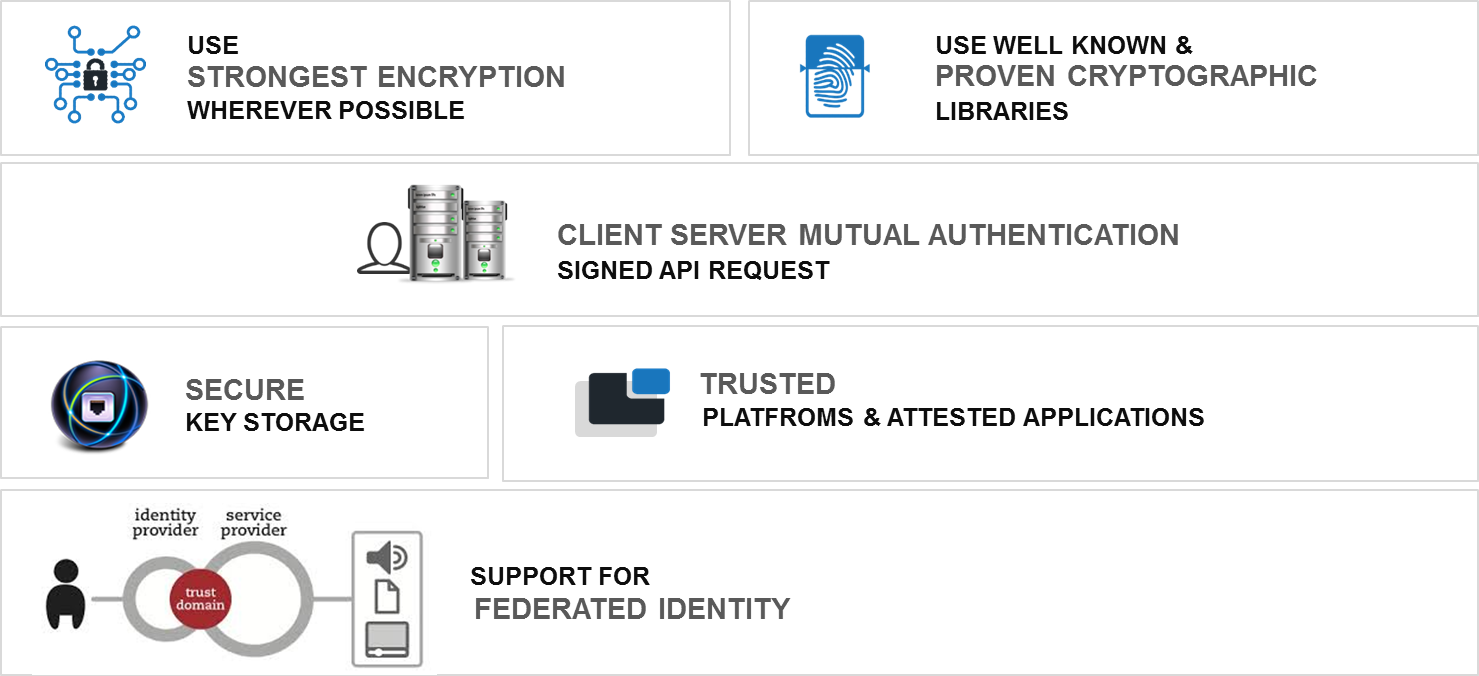 USE
STRONGEST ENCRYPTION
WHEREVER POSSIBLE
USE WELL KNOWN &
PROVEN CRYPTOGRAPHIC
LIBRARIES
CLIENT SERVER MUTUAL AUTHENTICATION
SIGNED API REQUEST
SECURE
KEY STORAGE
TRUSTED
PLATFROMS & ATTESTED APPLICATIONS
identity
provider
service
provider
trust
domain
SUPPORT FOR
FEDERATED IDENTITY